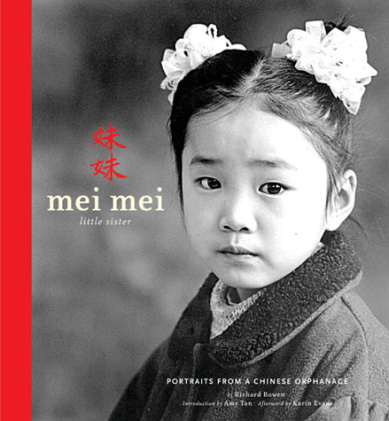 妹
妹
mei mei
little sister
PORTRAITS FROM A CHINESE ORPHANAGE
by Richard Bowen
Introduction by Amy Tan Afterword by Karin Evans